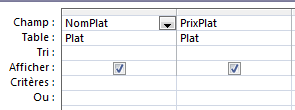 Champ : NomPlat PrixPlat
Table : Plat Plat
Tri :
Afficher :
Critères :
Ou :